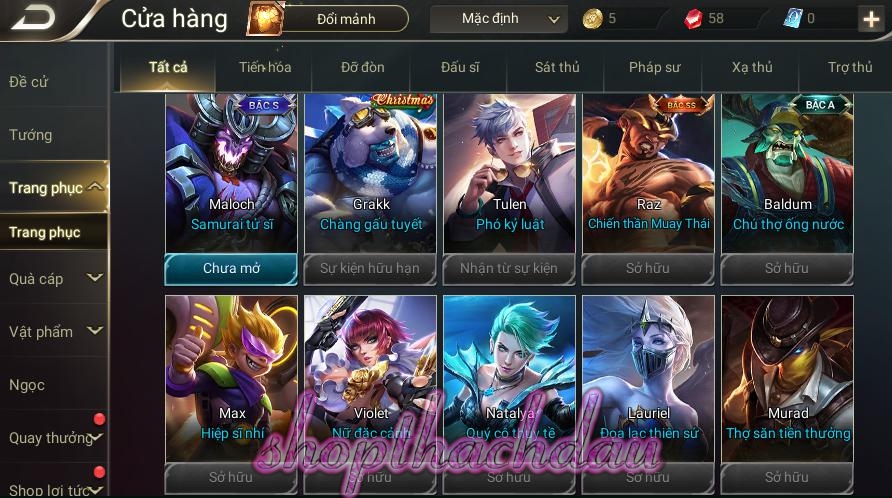 Cửa hàng
Đổi mảnh
Mặc định
5
58
0
+
Đề cử
Tướng
Trang phục
Trang phục
Quà cáp
Vật phẩm
Ngọc
Quay thưởng
Shop lợi tức
Tất cả
Tiến hóa
Đỡ đòn
Đấu sĩ
Sát thủ
Pháp sư
Xạ thủ
Trợ thủ
BẬC S
Maloch
Samurai tử sĩ
Chưa mở
Christmas
Grakk
Chàng gấu tuyết
Sự kiện hữu hạn
Tulen
Phó kỷ luật
Nhận từ sự kiện
BẬC SS
Raz
Chiến thần Muay Thái
Sở hữu
BẬC A
Baldum
Chú thợ ống nước
Sở hữu
Max
Hiệp sĩ nhí
Sở hữu
Violet
Nữ đặc cảnh
Sở hữu
Natalya
Quý cô thủy tề
Sở hữu
Lauriel
Đọa lạc thiên sứ
Sở hữu
Murad
Thợ săn tiền thưởng
Sở hữu
shopthachdau